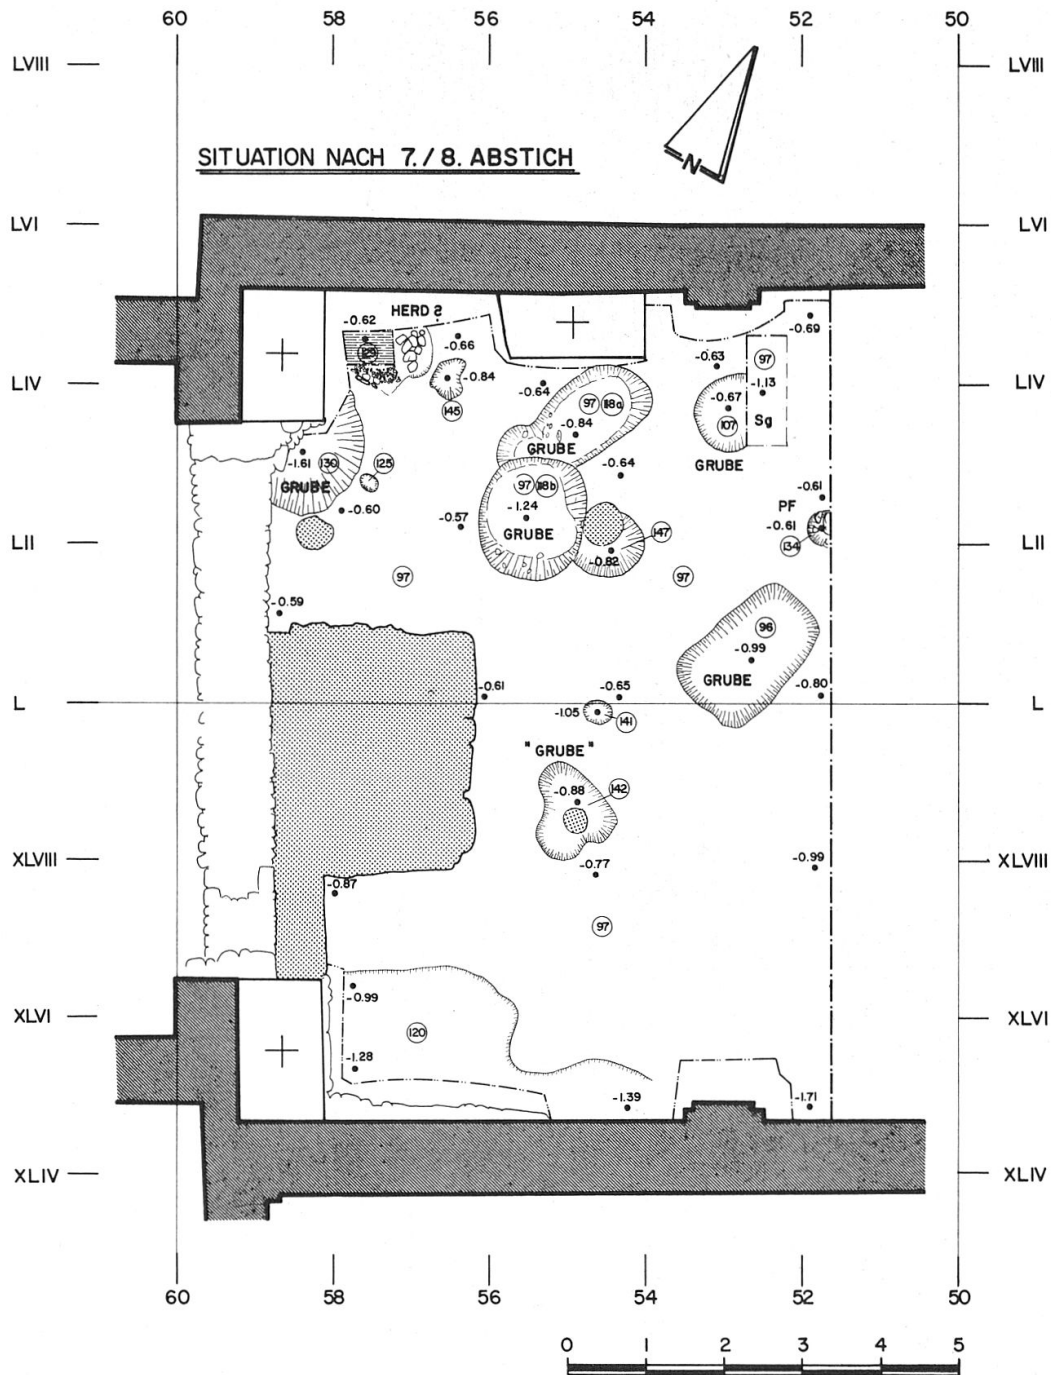 60 58 56 54 52 50
LVIII LVIII
SITUATION NACH 7./8. ABSTICH
N
LVI LVI
HERD ?
-0.62
-0.66
-0.69
129
-0.63
97
LIV -0.84 -0.64 97 118a -0.67 -1.13 LIV
145
-0.84
107
Sg
GRUBE
-1.61 130 125
-0.64
GRUBE
GRUBE
97 118b
-0.61
-0.60
-1.24
PF
-0.57
GRUBE
147
-0.61
LII -0.82 134 LII
97
97
-0.59
96
-0.99
GRUBE
-0.61
-0.65
-0.80
L -1.05 141 L
"GRUBE"
-0.88
142
XLVIII -0.77 -0.99 XLVIII
-0.87
97
-0.99
XLVI 120 XLVI
-1.28
-1.39
-1.71
XLIV XLIV
60 58 56 54 52 50
0 1 2 3 4 5